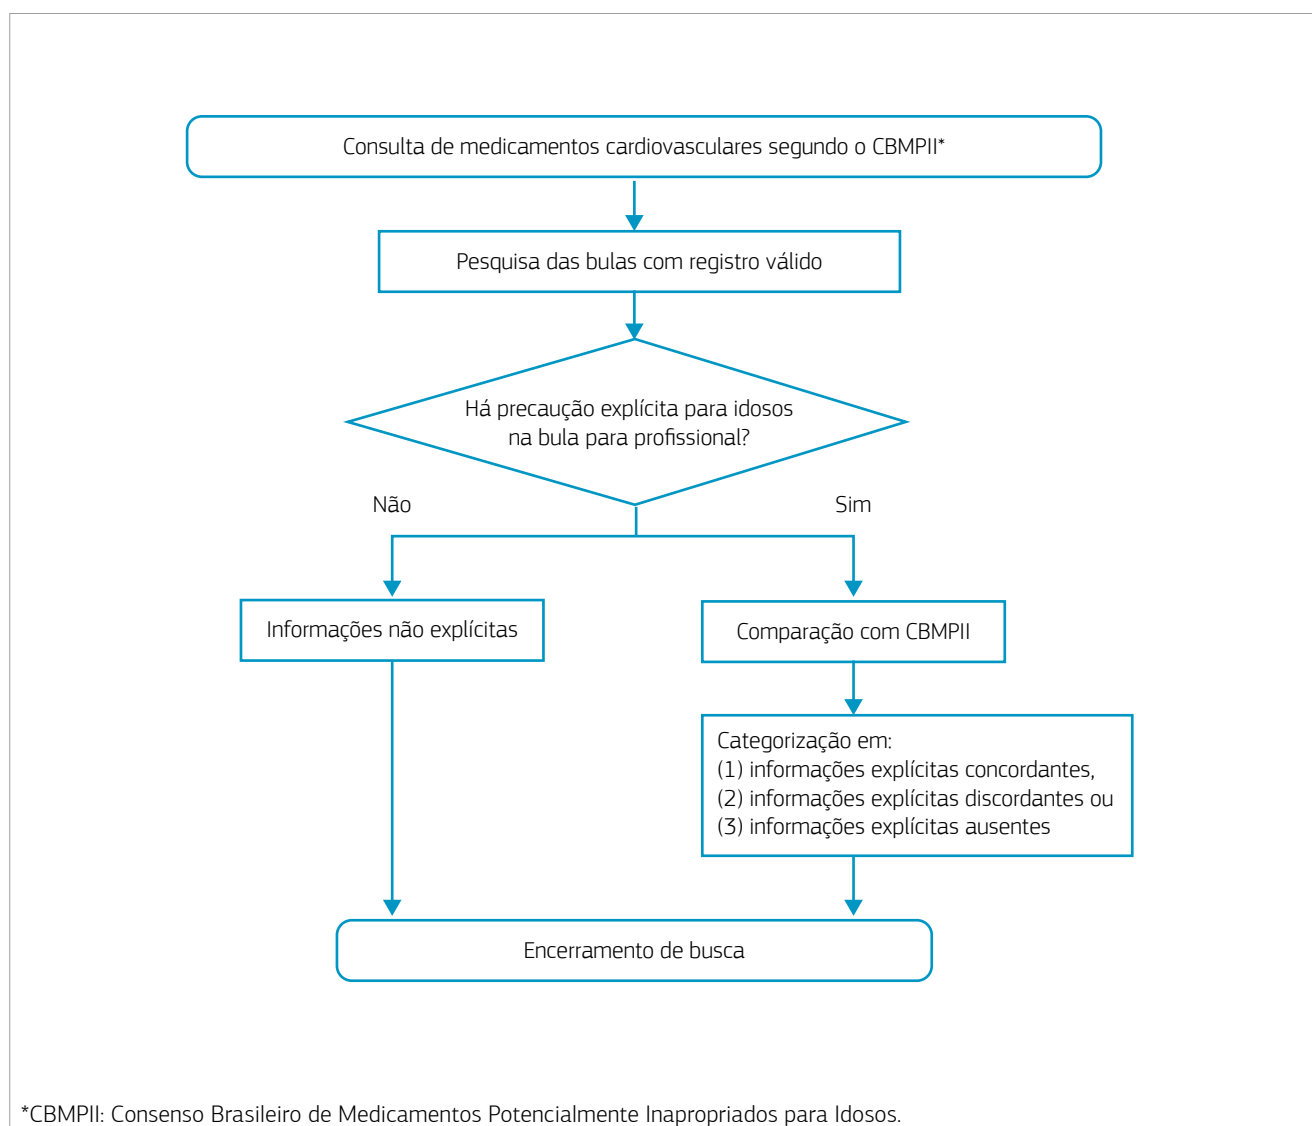 Consulta de medicamentos cardiovasculares segundo o CBMPII*
Pesquisa das bulas com registro válido
Há precaução explícita para idosos
na bula para profissional?
Não
Sim
Informações não explícitas
Comparação com CBMPII
Categorização em:
(1) informações explícitas concordantes,
(2) informações explícitas discordantes ou
(3) informações explícitas ausentes
Encerramento de busca
*CBMPII: Consenso Brasileiro de Medicamentos Potencialmente Inapropriados para Idosos.